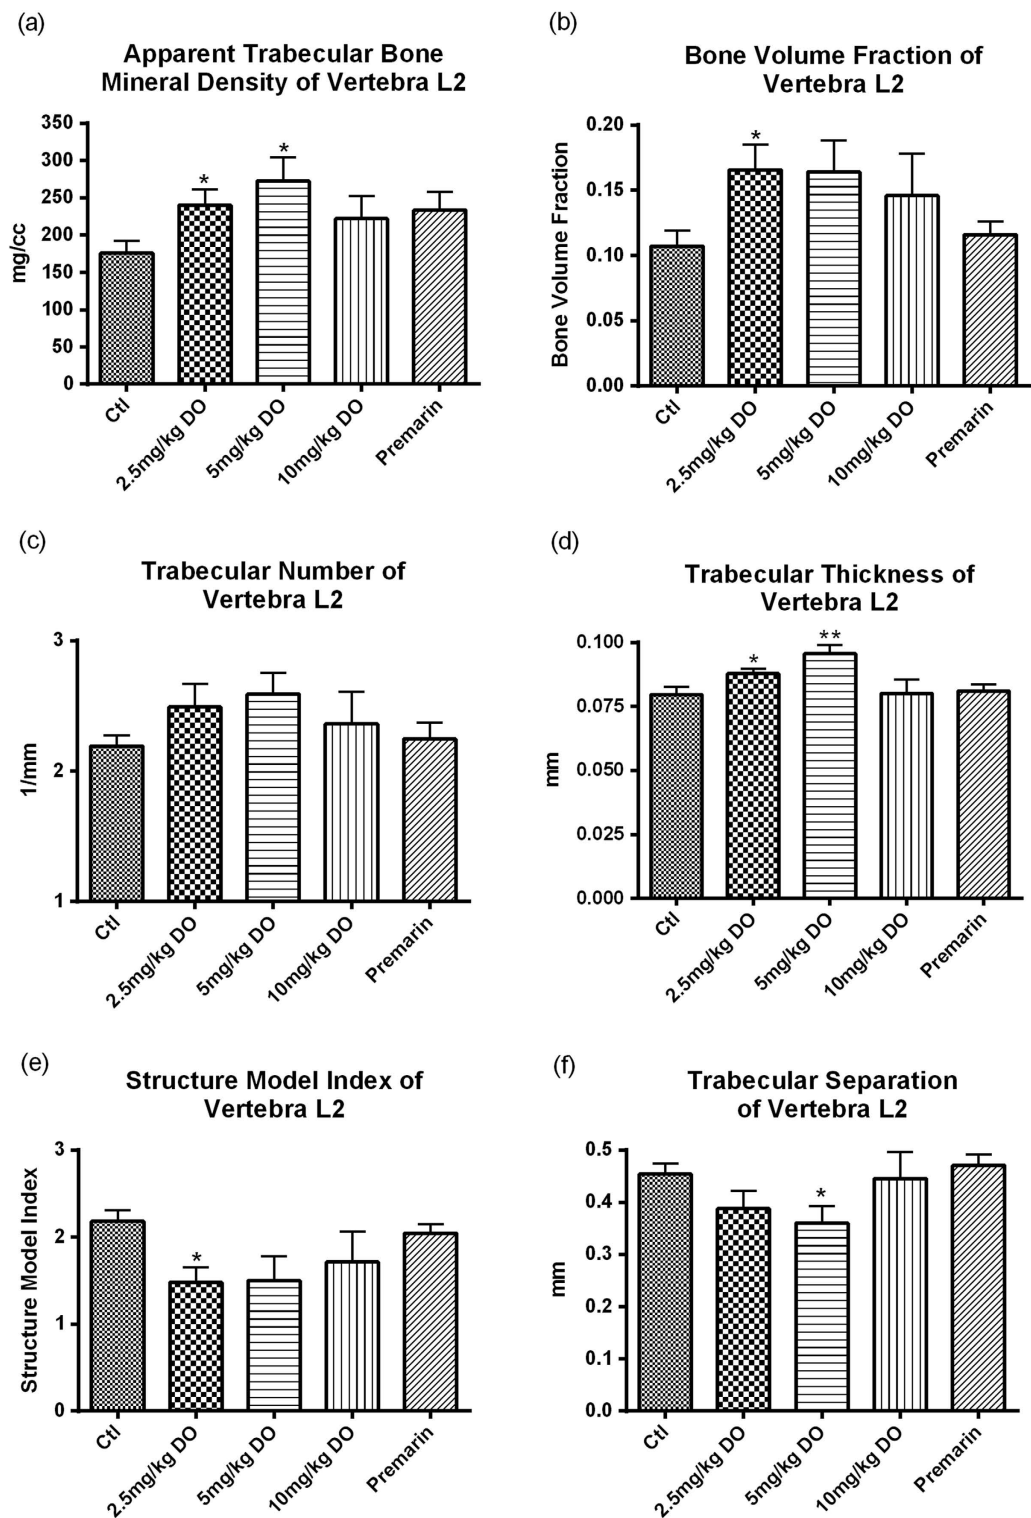 (a)
Apparent Trabecular Bone
Mineral Density of Vertebra L2
350
300
250
200
150
100
50
0
mg/cc
*
*
Ctl
2.5mg/kg DO
5mg/kg DO
10mg/kg DO
Premarin
(b)
Bone Volume Fraction of
Vertebra L2
0.20
0.15
0.10
0.05
0.00
Bone Volume Fraction
*
Ctl
2.5mg/kg DO
5mg/kg DO
10mg/kg DO
Premarin
(c)
Trabecular Number of
Vertebra L2
3
2
1
1/mm
Ctl
2.5mg/kg DO
5mg/kg DO
10mg/kg DO
Premarin
(d)
Trabecular Thickness of
Vertebra L2
0.100
0.075
0.050
0.025
0.000
mm
*
**
Ctl
2.5mg/kg DO
5mg/kg DO
10mg/kg DO
Premarin
(e)
Structure Model Index of
Vertebra L2
3
2
1
0
Structure Model Index
*
Ctl
2.5mg/kg DO
5mg/kg DO
10mg/kg DO
Premarin
(f)
Trabecular Separation
of Vertebra L2
0.5
0.4
0.3
0.2
0.1
0.0
mm
*
Ctl
2.5mg/kg DO
5mg/kg DO
10mg/kg DO
Premarin